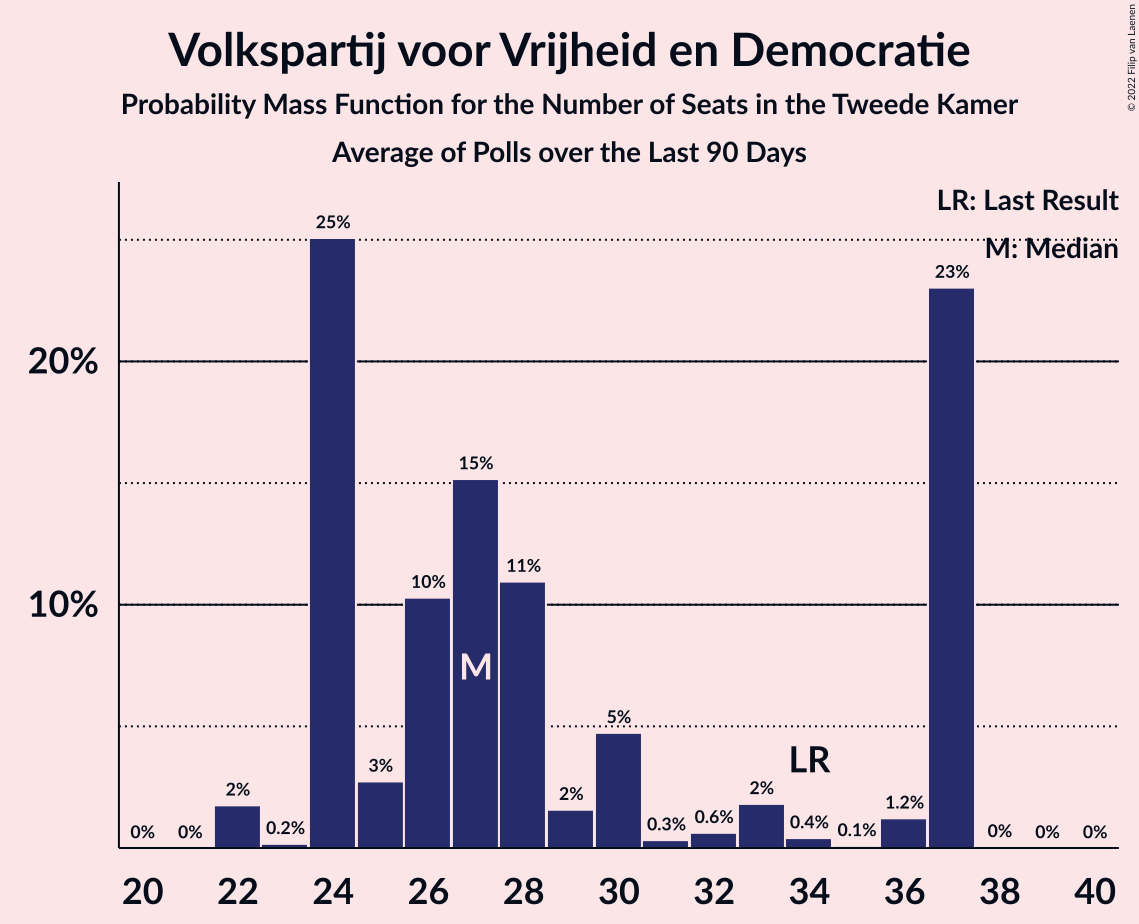 Volkspartij voor Vrijheid en Democratie
Probability Mass Function for the Number of Seats in the Tweede Kamer
Average of Polls over the Last 90 Days
© 2022 Filip van Laenen
LR: Last Result
M: Median
20%
10%
0%
0%
2%
0.2%
25%
3%
10%
15%
11%
2%
5%
0.3%
0.6%
2%
0.4%
0.1%
1.2%
23%
0%
0%
0%
M
LR
20 22 24 26 28 30 32 34 36 38 40